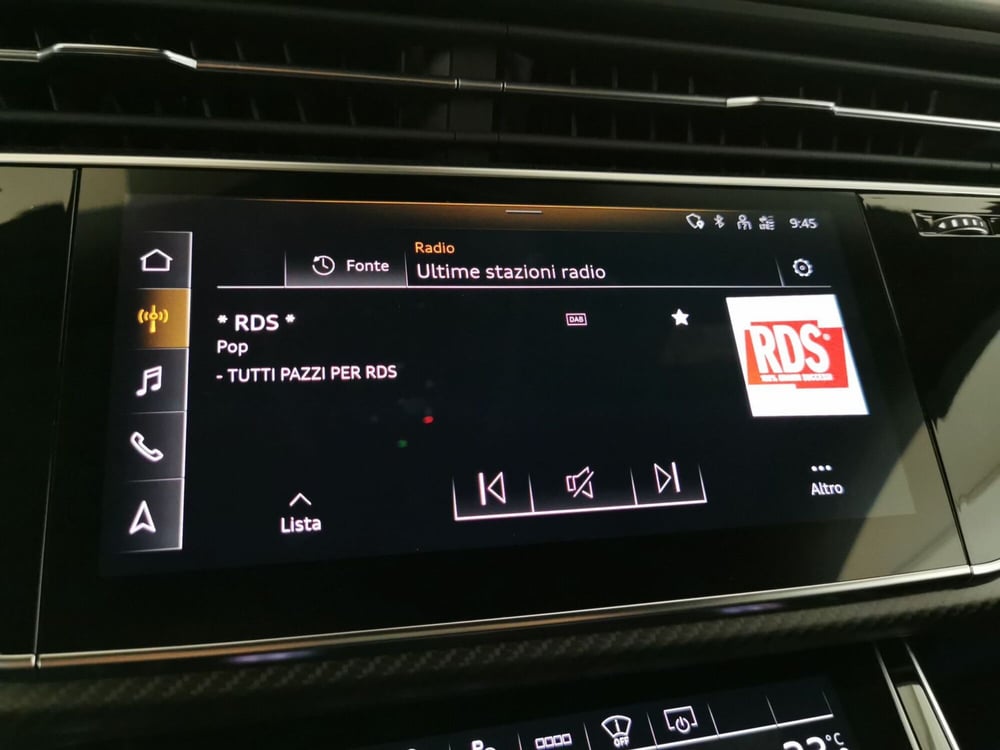 9:45
Radio
Fonte
Ultime stazioni radio
* RDS *
DAB
Pop
- TUTTI PAZZI PER RDS
RDS
Lista
Altro
OFF
°C